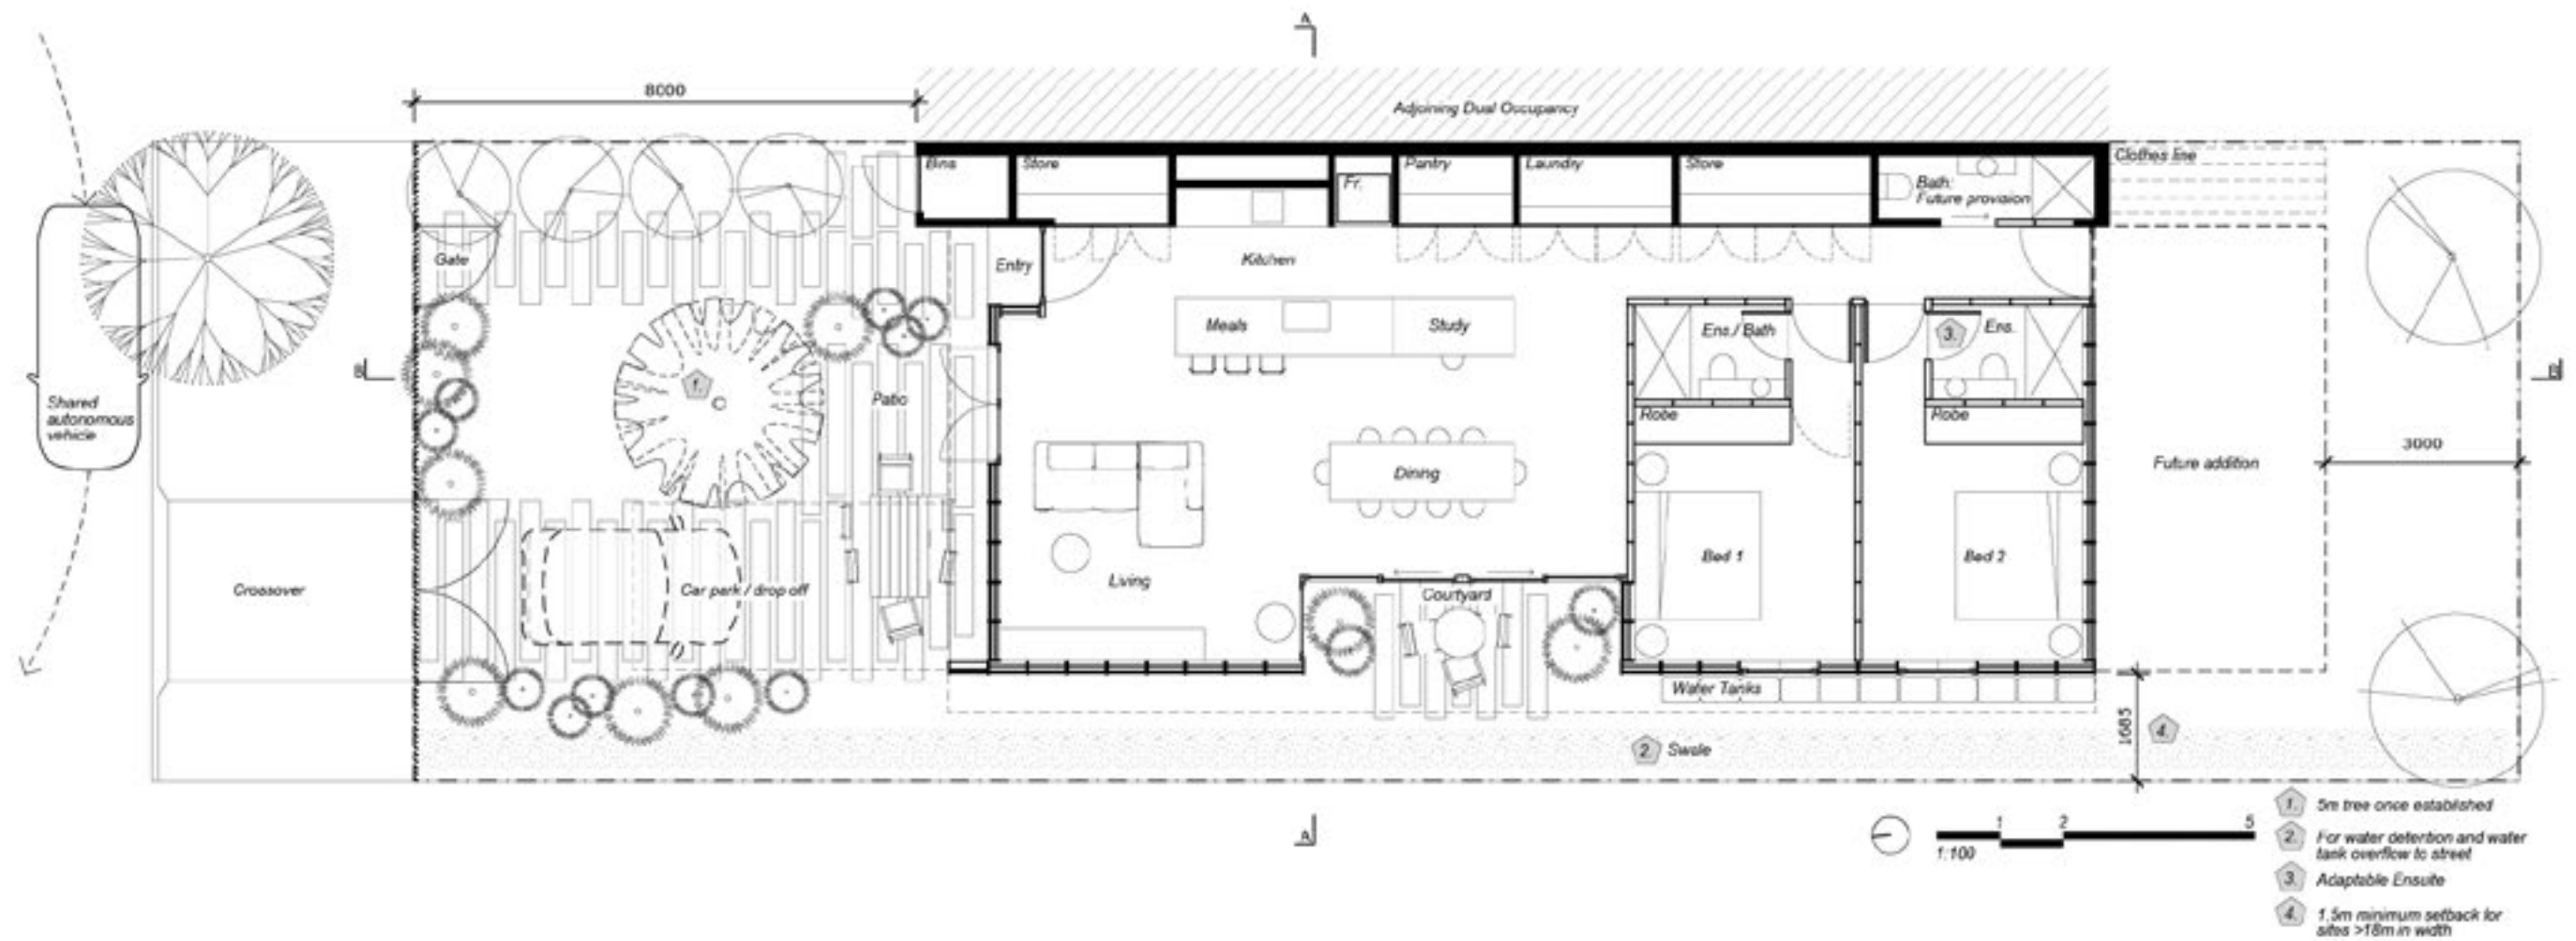 A
8000
Adjoining Dual Occupancy
Bins
Store
Fr.
Pantry
Laundry
Store
Bath:
Future provision
Clothes line
Gate
Entry
Kitchen
Meals
Study
Ens./ Bath
3.
Ens.
B
1.
Patio
B
Shared
autonomous
vehicle
Robe
Robe
3000
Dining
Future addition
Bed 1
Bed 2
Living
Courtyard
Crossover
Car park / drop off
Water Tanks
1685
4.
2.
Swale
A
1
2
5
1:100
1.
5m tree once established
2.
For water detention and water
tank overflow to street
3.
Adaptable Ensuite
4.
1.5m minimum setback for
sites >18m in width